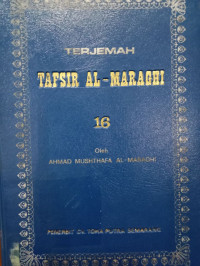 TERJEMAH
TAFSIR AL-MARAGHI
16
Oleh
AHMAD MUSHTHAFA AL-MARAGHI
PENERBIT CV. TOHA PUTRA SEMARANG